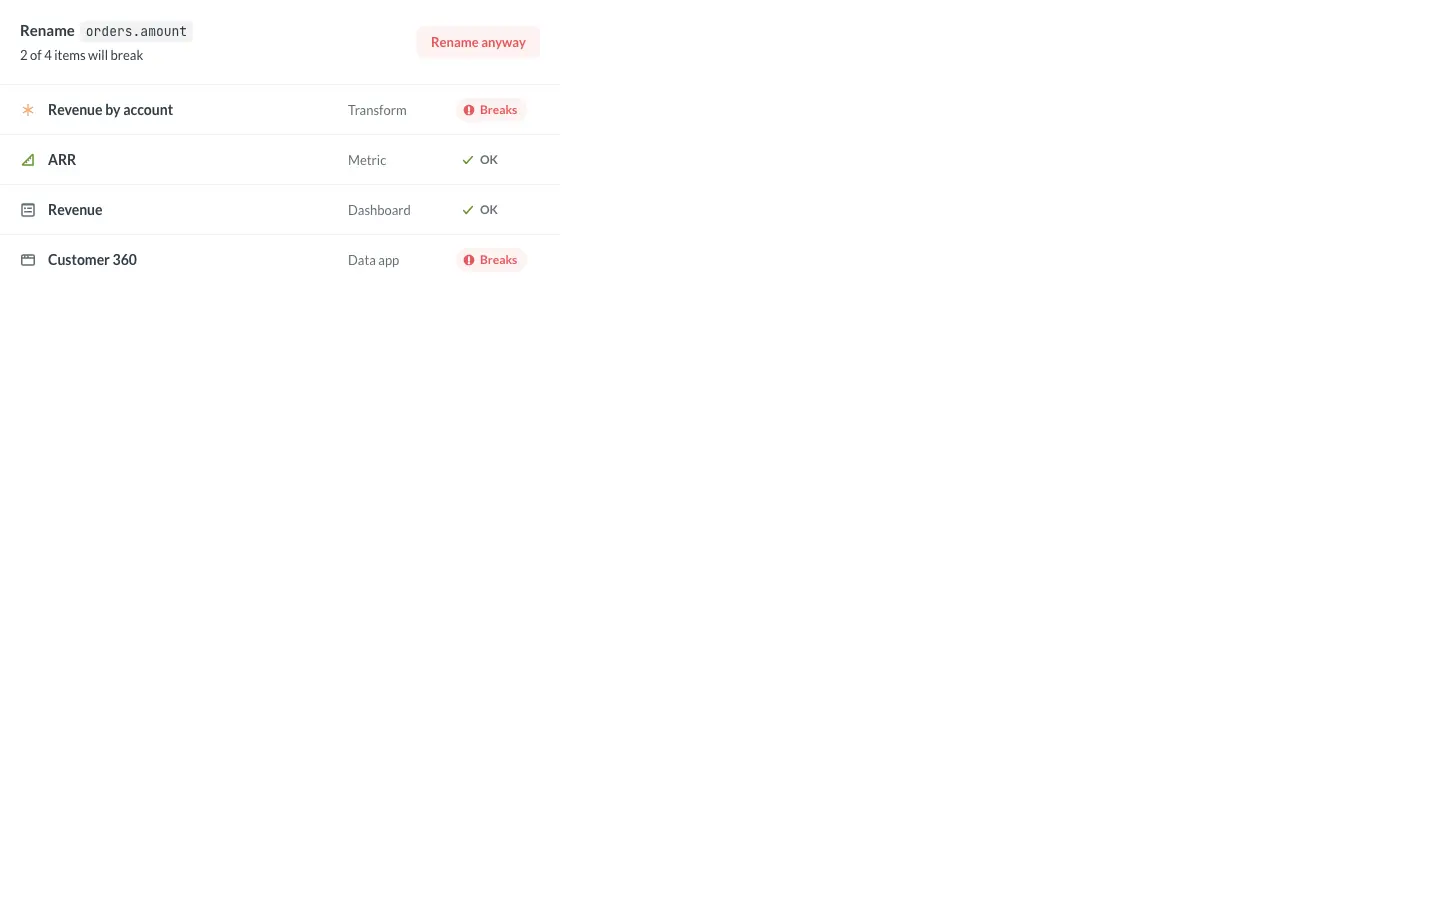 Rename orders.amount
2 of 4 items will break
Rename anyway
Revenue by account Transform Breaks
ARR Metric OK
Revenue Dashboard OK
Customer 360 Data app Breaks